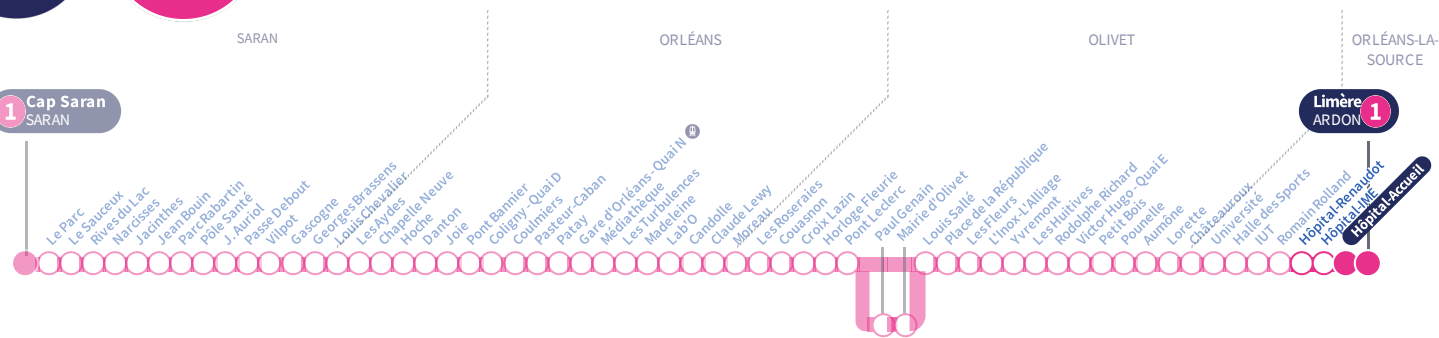 SARAN
ORLÉANS
OLIVET
ORLÉANS-LA-
SOURCE
1
Cap Saran
SARAN
Limère
ARDON
1
Le Parc
Le Sauceux
Rives du Lac
Narcisses
Jacinthes
Jean Bouin
Parc Rabartin
Pôle Santé
J. Auriol
Passe Debout
Vilpot
Gascogne
Georges Brassens
Louis Chevalier
Les Aydes
Chapelle Neuve
Hoche
Danton
Joie
Pont Bannier
Coligny - Quai D
Coulmiers
Pasteur-Caban
Patay
Gare d'Orléans - Quai N
Médiathèque
Les Turbulences
Madeleine
Lab'O
Candolle
Claude Lewy
Moreau
Les Roseraies
Couasnon
Croix Lazin
Horloge Fleurie
Pont Leclerc
Paul Genain
Mairie d'Olivet
Louis Sallé
Place de la République
Les Fleurs
L'Inox-L'Alliage
Yvremont
Les Huitives
Rodolphe Richard
Victor Hugo - Quai E
Petit Bois
Pounelle
Aumône
Lorette
Châteauroux
Université
Halle des Sports
IUT
Romain Rolland
Hôpital-Renaudot
Hôpital-IME
Hôpital-Accueil